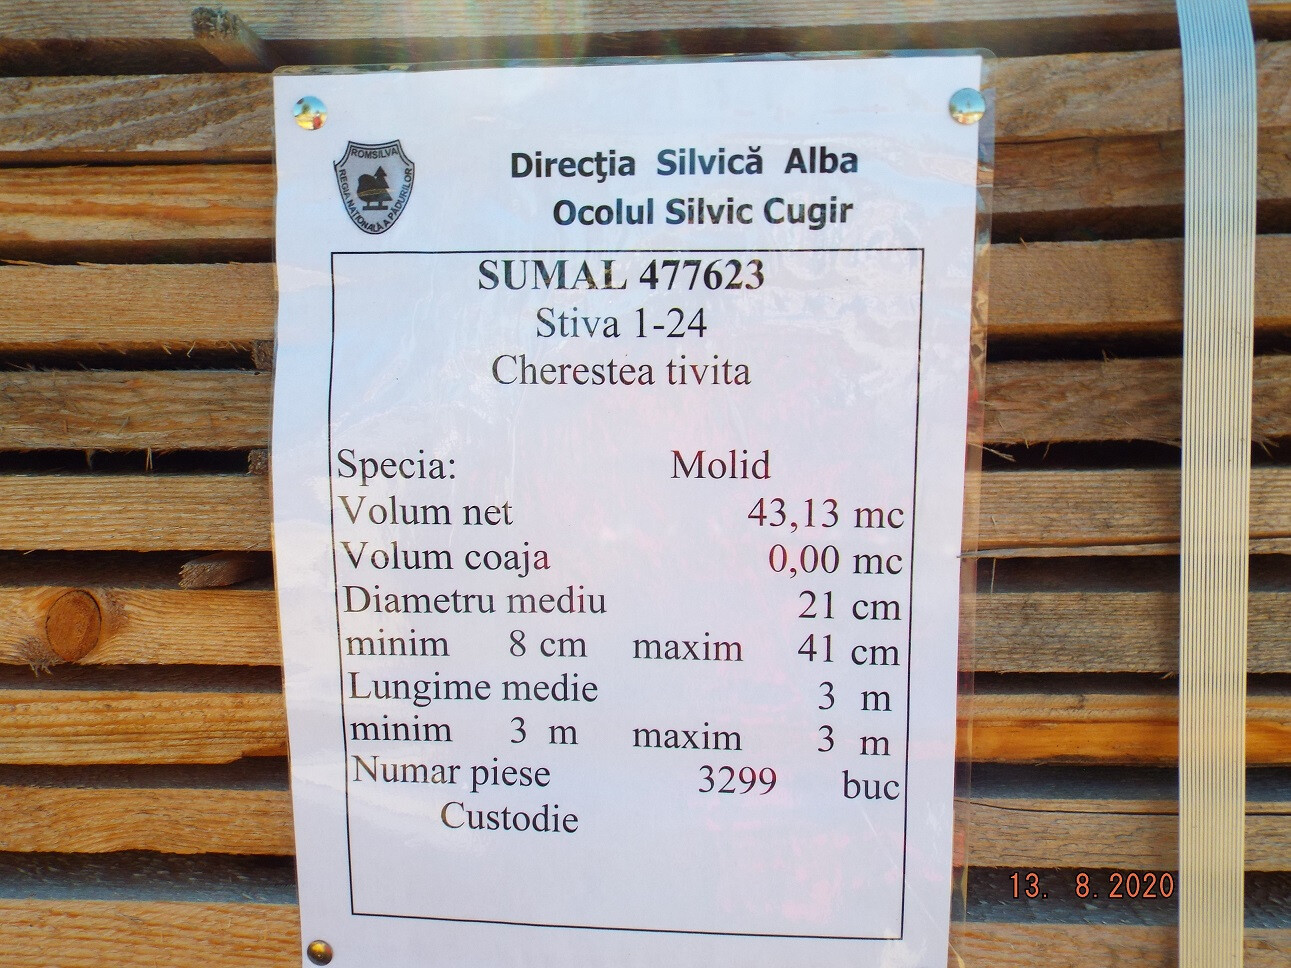 ROMSILVA
REGIA NAȚIONALĂ A PĂDURILOR
Direcţia Silvică Alba
Ocolul Silvic Cugir
SUMAL 477623
Stiva 1-24
Cherestea tivita
Specia: Molid
Volum net 43,13 mc
Volum coaja 0,00 mc
Diametru mediu 21 cm
minim 8 cm maxim 41 cm
Lungime medie 3 m
minim 3 m maxim 3 m
Numar piese 3299 buc
Custodie
13. 8.2020